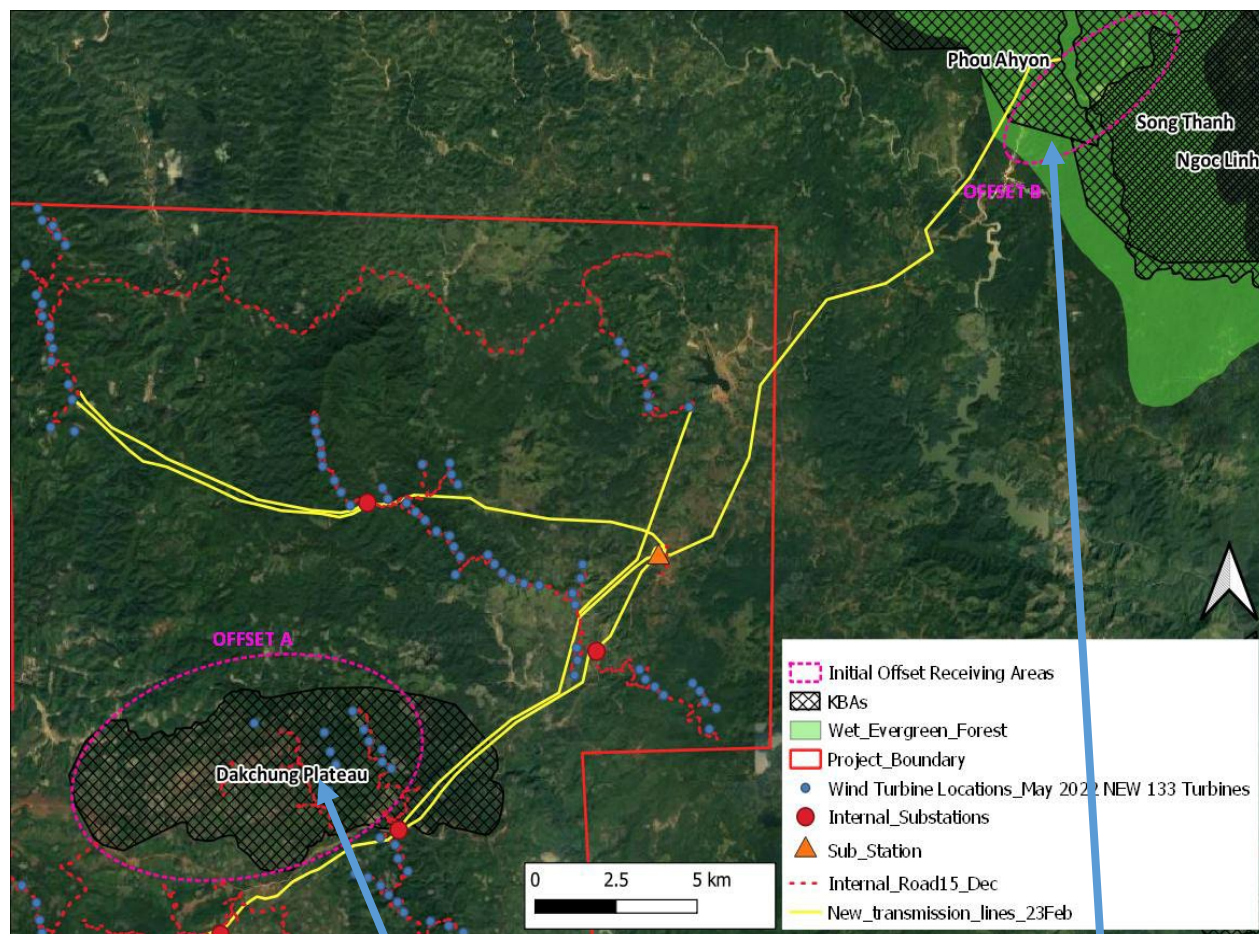 Phou Ahyon
Song Thanh
Ngoc Linh
OFFSET B
OFFSET A
Dakchung Plateau
Initial Offset Receiving Areas
KBAs
Wet_Evergreen_Forest
Project_Boundary
Wind Turbine Locations_May 2022 NEW 133 Turbines
Internal_Substations
Sub_Station
Internal_Road15_Dec
New_transmission_lines_23Feb
0 2.5 5 km